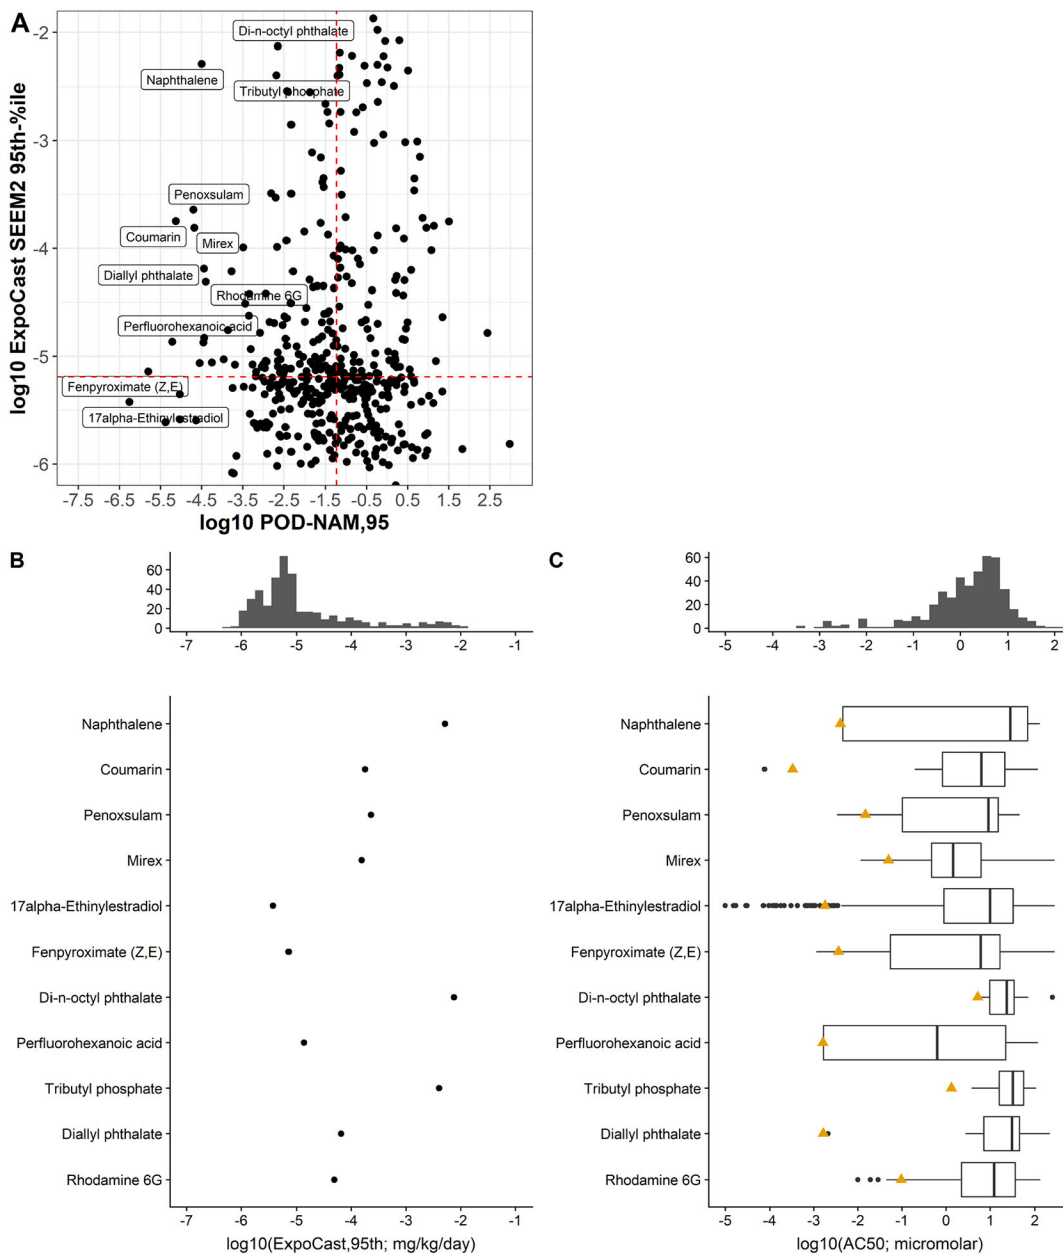 A
-2
-3
-4
-5
-6
log10 ExpoCast SEEM2 95th-%ile
Di-n-octyl phthalate
Naphthalene
Tributyl phosphate
Penoxsulam
Coumarin
Mirex
Diallyl phthalate
Rhodamine 6G
Perfluorohexanoic acid
Fenpyroximate (Z,E)
17alpha-Ethinylestradiol
-7.5 -6.5 -5.5 -4.5 -3.5 -2.5 -1.5 -0.5 0.5 1.5 2.5
log10 POD-NAM,95
B
60
40
20
0
-7 -6 -5 -4 -3 -2 -1
Naphthalene
Coumarin
Penoxsulam
Mirex
17alpha-Ethinylestradiol
Fenpyroximate (Z,E)
Di-n-octyl phthalate
Perfluorohexanoic acid
Tributyl phosphate
Diallyl phthalate
Rhodamine 6G
-7 -6 -5 -4 -3 -2 -1
log10(ExpoCast,95th; mg/kg/day)
C
60
40
20
0
-5 -4 -3 -2 -1 0 1 2
Naphthalene
Coumarin
Penoxsulam
Mirex
17alpha-Ethinylestradiol
Fenpyroximate (Z,E)
Di-n-octyl phthalate
Perfluorohexanoic acid
Tributyl phosphate
Diallyl phthalate
Rhodamine 6G
-5 -4 -3 -2 -1 0 1 2
log10(AC50; micromolar)